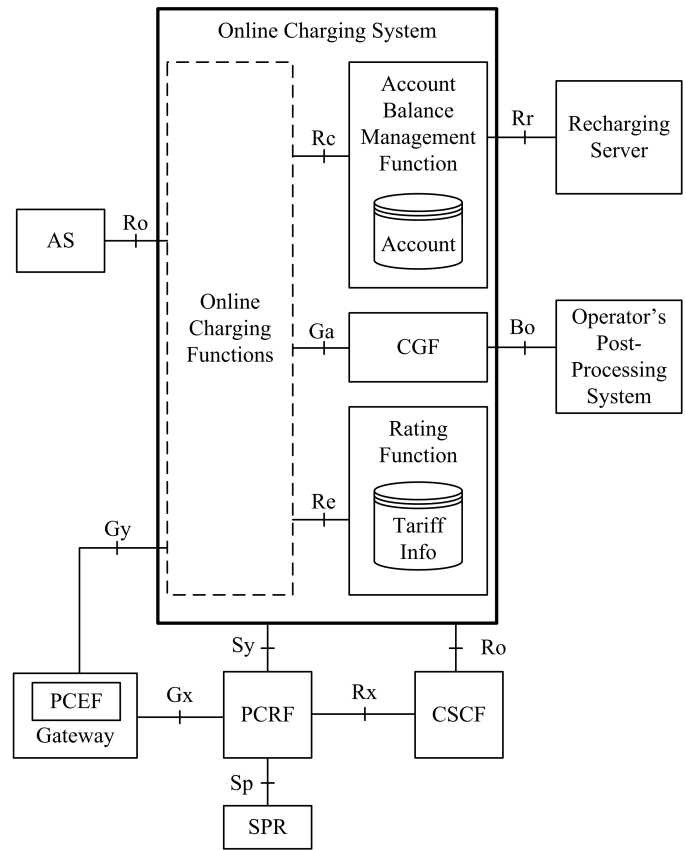 Online Charging System
Account
Balance
Management
Function
Account
Rc
Rr
Recharging
Server
AS
Ro
Online
Charging
Functions
Ga
CGF
Bo
Operator’s
Post-
Processing
System
Rating
Function
Tariff
Info
Re
Gy
Sy
Ro
PCEF
Gateway
Gx
PCRF
Rx
CSCF
Sp
SPR